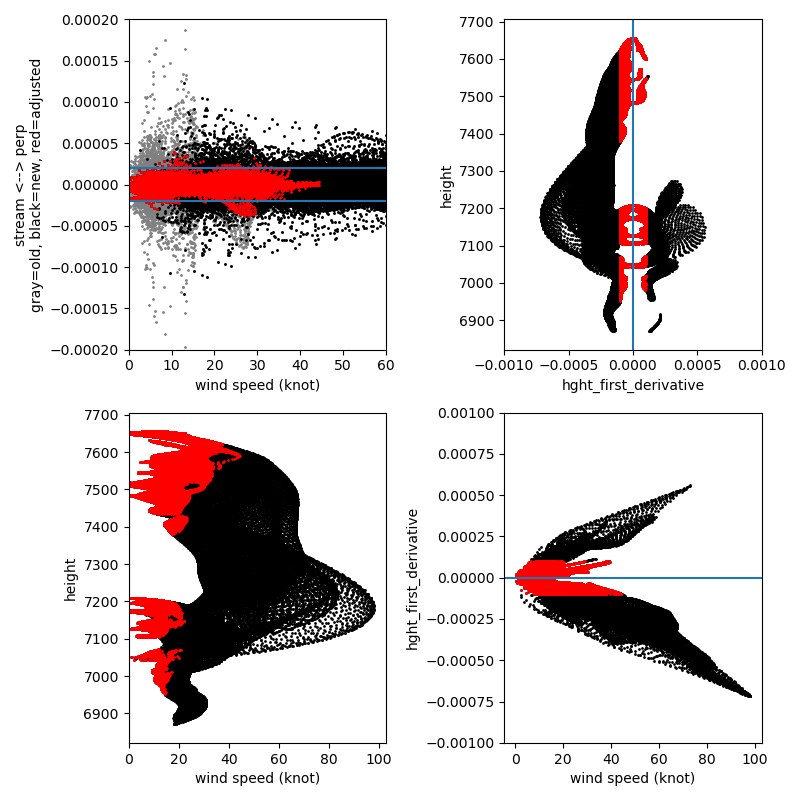 0.00020
0.00015
0.00010
0.00005
0.00000
−0.00005
−0.00010
−0.00015
−0.00020
stream <--> perp
gray=old, black=new, red=adjusted
0 10 20 30 40 50 60
wind speed (knot)
7700
7600
7500
7400
7300
7200
7100
7000
6900
height
−0.0010 −0.0005 0.0000 0.0005 0.0010
hght_first_derivative
7700
7600
7500
7400
7300
7200
7100
7000
6900
height
0 20 40 60 80 100
wind speed (knot)
0.00100
0.00075
0.00050
0.00025
0.00000
−0.00025
−0.00050
−0.00075
−0.00100
hght_first_derivative
0 20 40 60 80 100
wind speed (knot)